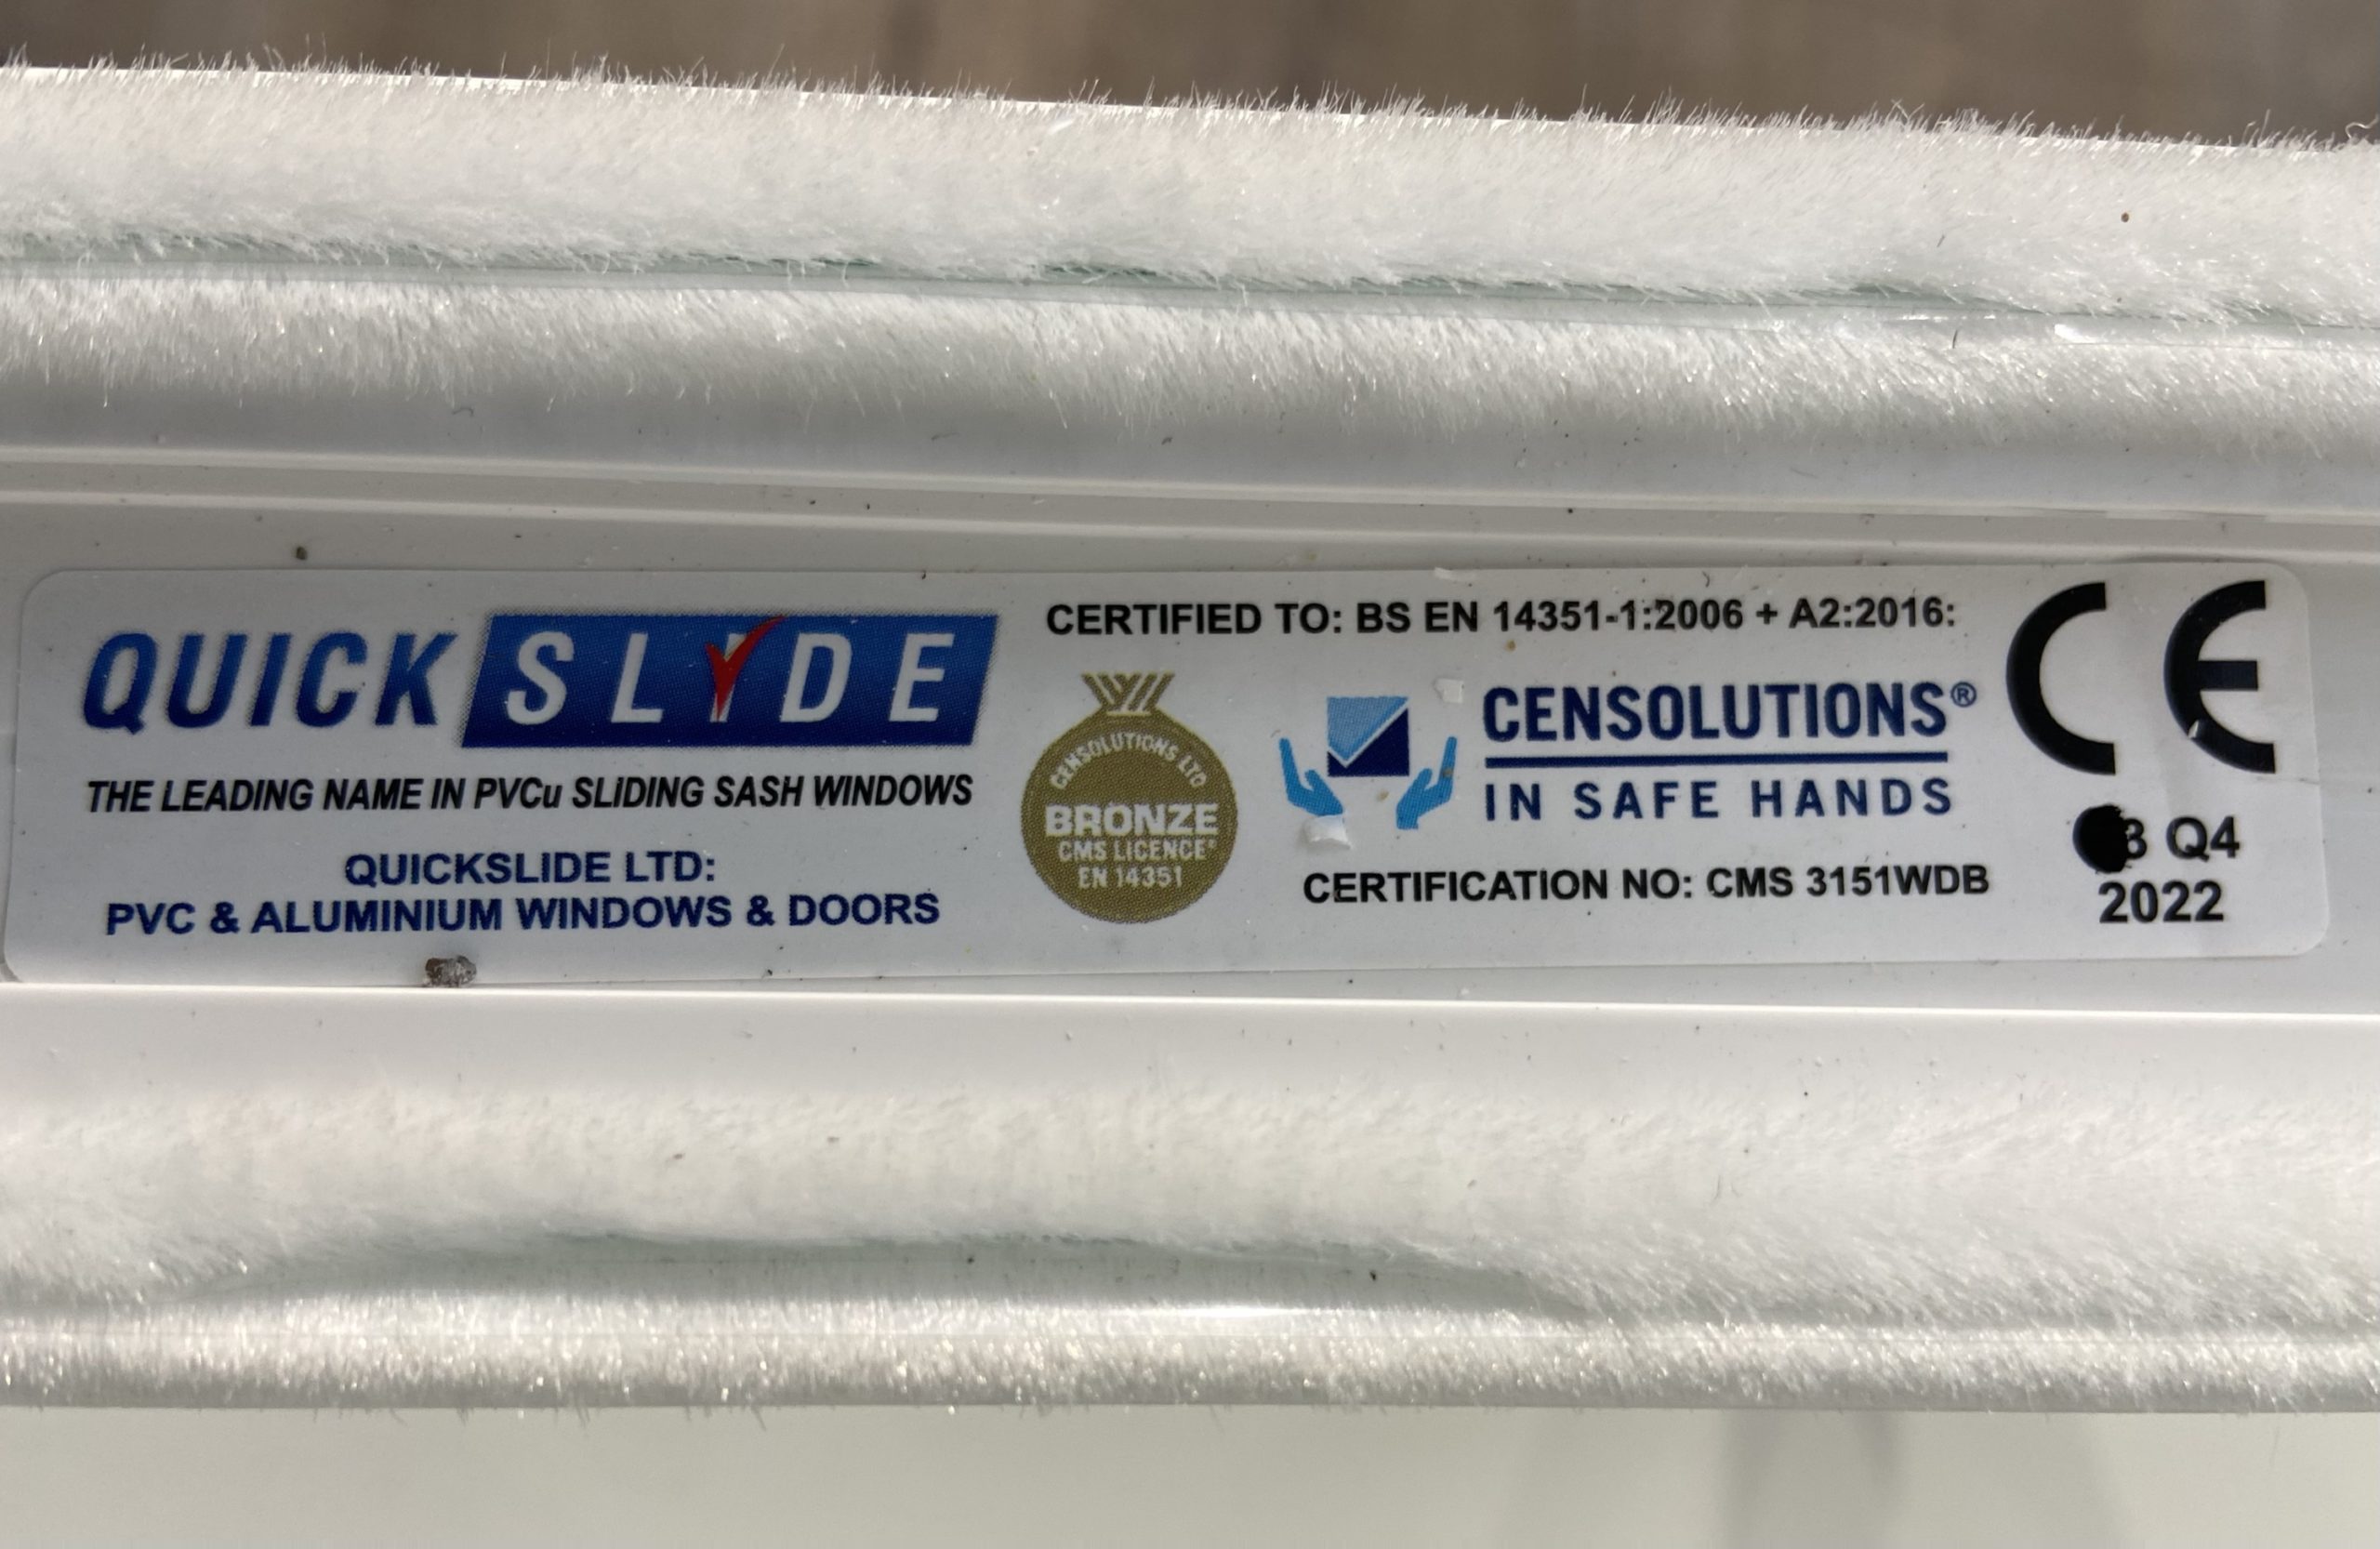 QUICK SLIDE
THE LEADING NAME IN PVCu SLiDING SASH WINDOWS
QUICKSLIDE LTD:
PVC & ALUMINIUM WINDOWS & DOORS
CERTIFIED TO: BS EN 14351-1:2006 + A2:2016:
CENSOLUTIONS LTD
BRONZE
CMS LICENCE
EN 14351
CENSOLUTIONS®
IN SAFE HANDS
CERTIFICATION NO: CMS 3151WDB
CE
Q4
2022